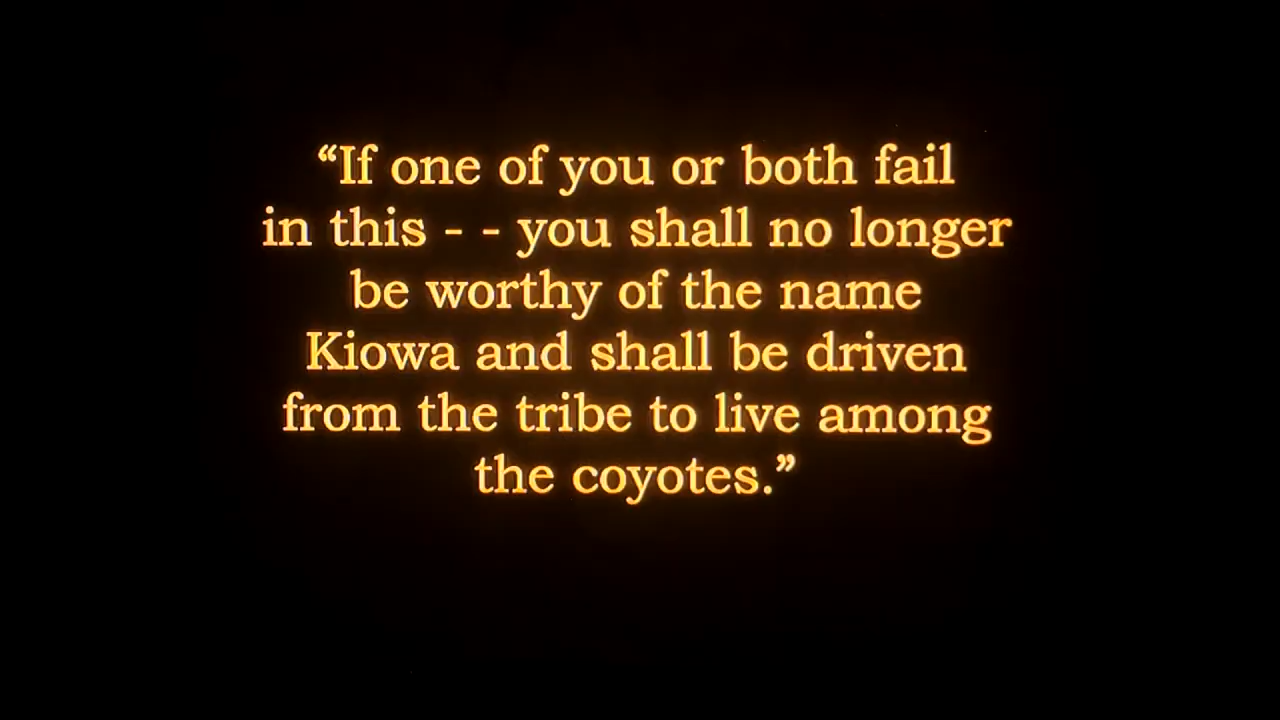 “If one of you or both fail
in this - - you shall no longer
be worthy of the name
Kiowa and shall be driven
from the tribe to live among
the coyotes.”